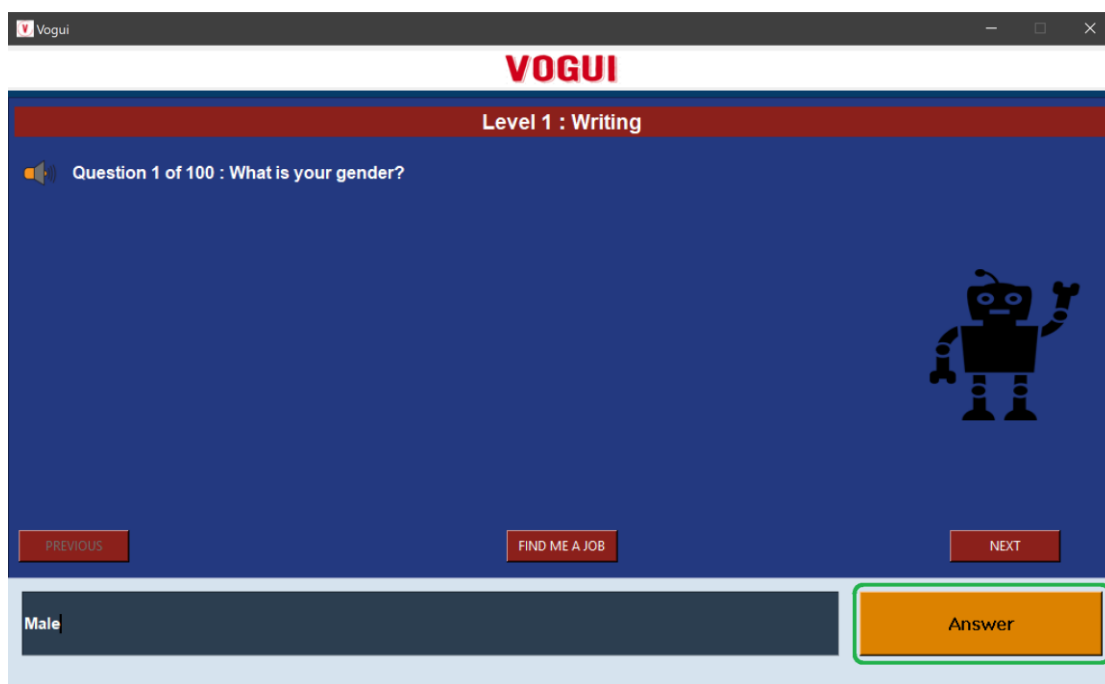 Vogui
VOGUI
Level 1 : Writing
Question 1 of 100 : What is your gender?
PREVIOUS
FIND ME A JOB
NEXT
Male
Answer